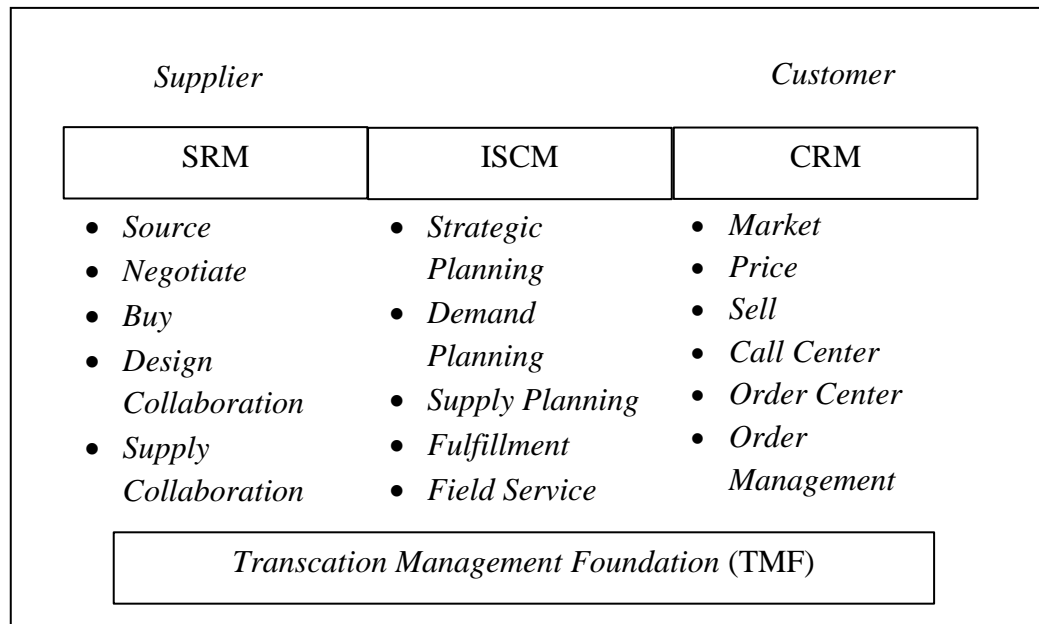 Supplier Customer
SRM ISCM CRM
• Source
• Negotiate
• Buy
• Design
Collaboration
• Supply
Collaboration
• Strategic
Planning
• Demand
Planning
• Supply Planning
• Fulfillment
• Field Service
• Market
• Price
• Sell
• Call Center
• Order Center
• Order
Management
Transcation Management Foundation (TMF)